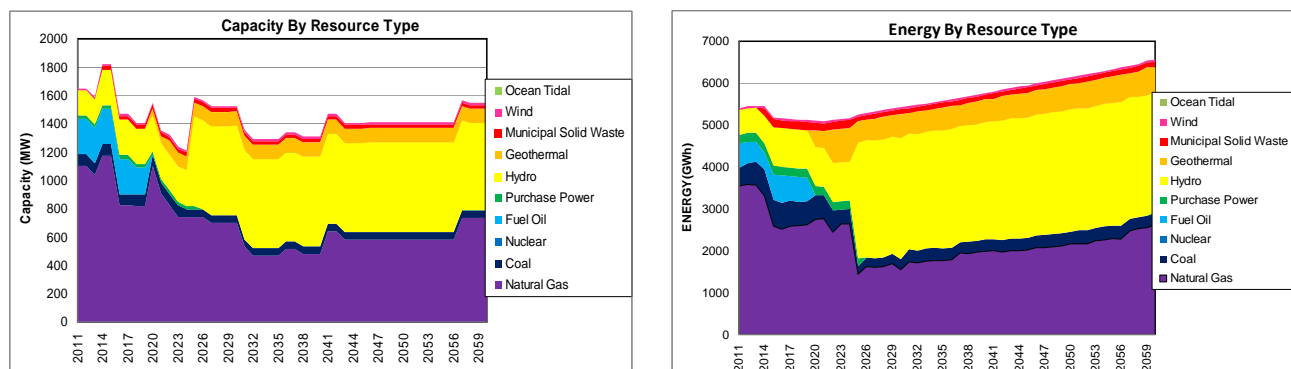 Capacity By Resource Type
Capacity (MW)
2000
1800
1600
1400
1200
1000
800
600
400
200
0
2011
2014
2017
2020
2023
2026
2029
2032
2035
2038
2041
2044
2047
2050
2053
2056
2059
Ocean Tidal
Wind
Municipal Solid Waste
Geothermal
Hydro
Purchase Power
Fuel Oil
Nuclear
Coal
Natural Gas
Energy By Resource Type
ENERGY (GWh)
7000
6000
5000
4000
3000
2000
1000
0
2011
2014
2017
2020
2023
2026
2029
2032
2035
2038
2041
2044
2047
2050
2053
2056
2059
Ocean Tidal
Wind
Municipal Solid Waste
Geothermal
Hydro
Purchase Power
Fuel Oil
Nuclear
Coal
Natural Gas